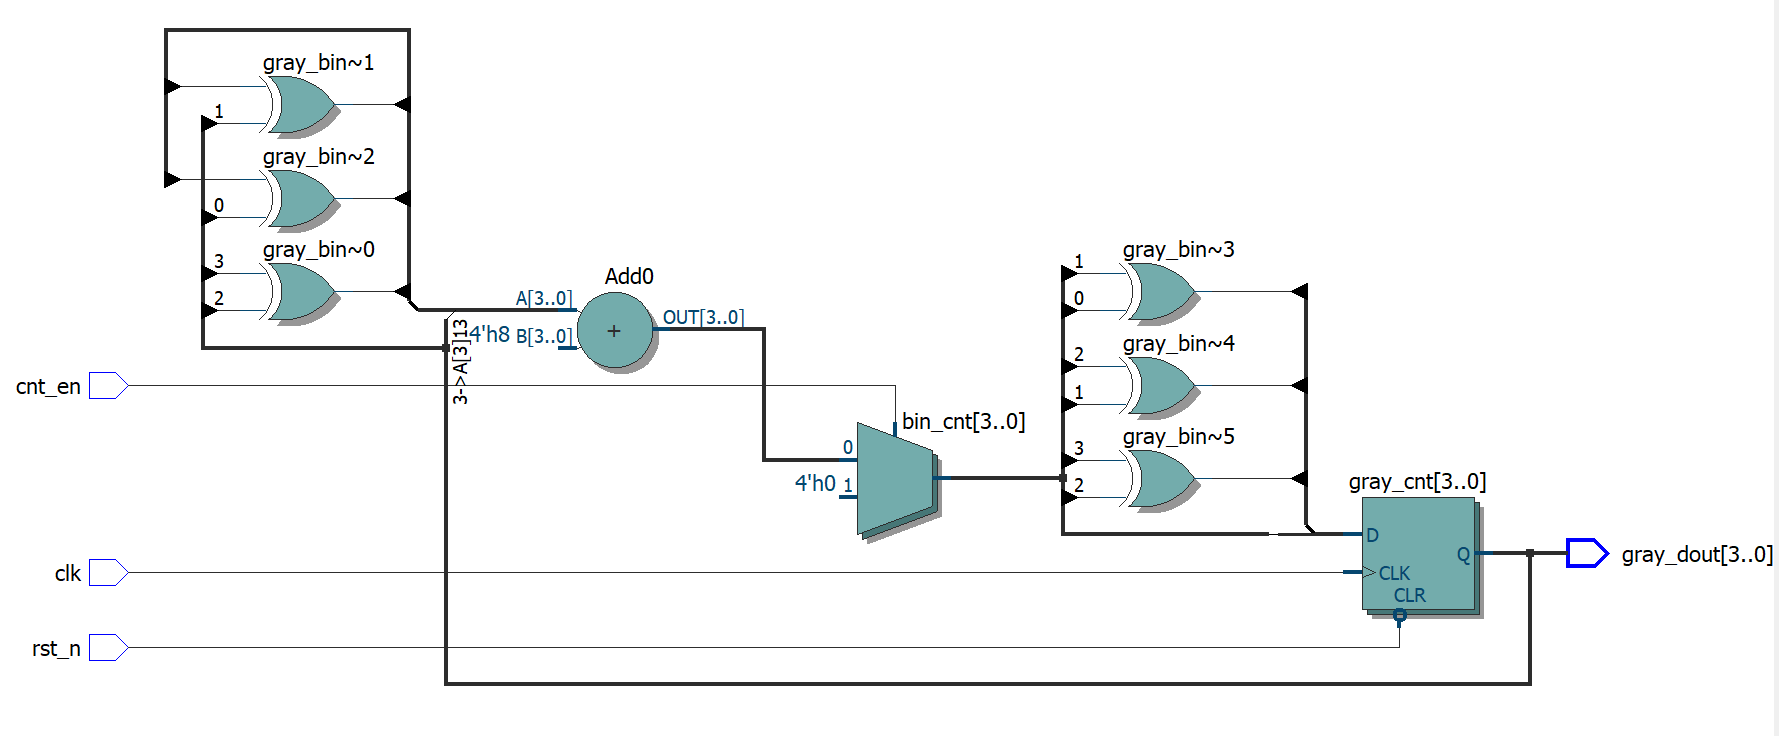 gray_bin~1
1
gray_bin~2
0
gray_bin~0
3
2
Add0
A[3..0]
4'h8 B[3..0]
+
OUT[3..0]
3->A[3]13
cnt_en
bin_cnt[3..0]
0
4'h0 1
gray_bin~3
1
0
gray_bin~4
2
1
gray_bin~5
3
2
gray_cnt[3..0]
D
Q
CLK
CLR
gray_dout[3..0]
clk
rst_n